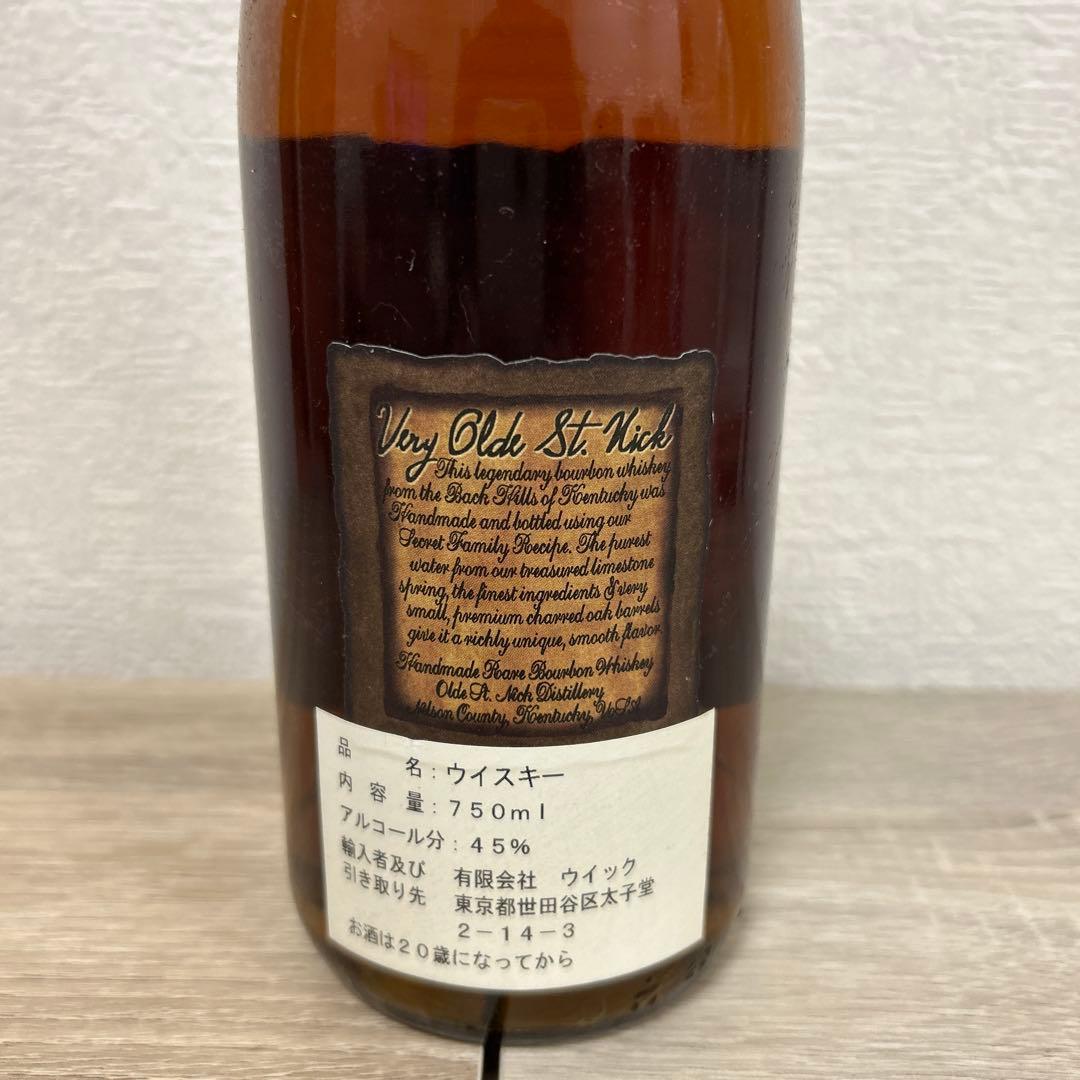 Very Olde St. Nick
This legendary bourbon whiskey
from the Back Hills of Kentucky was
Handmade and bottled using our
Secret Family Recipe. The purest
water from our treasured limestone
spring, the finest ingredients & very
small, premium charred oak barrels
give it a richly unique, smooth flavor.
Handmade Rare Bourbon Whiskey
Olde St. Nick Distillery
Nelson County, Kentucky,
品　　名：ウイスキー
内 容 量：７５０ｍｌ
アルコール分：４５％
輸入者及び　有限会社　ウイック
引き取り先　東京都世田谷区太子堂
２－１４－３
お酒は２０歳になってから